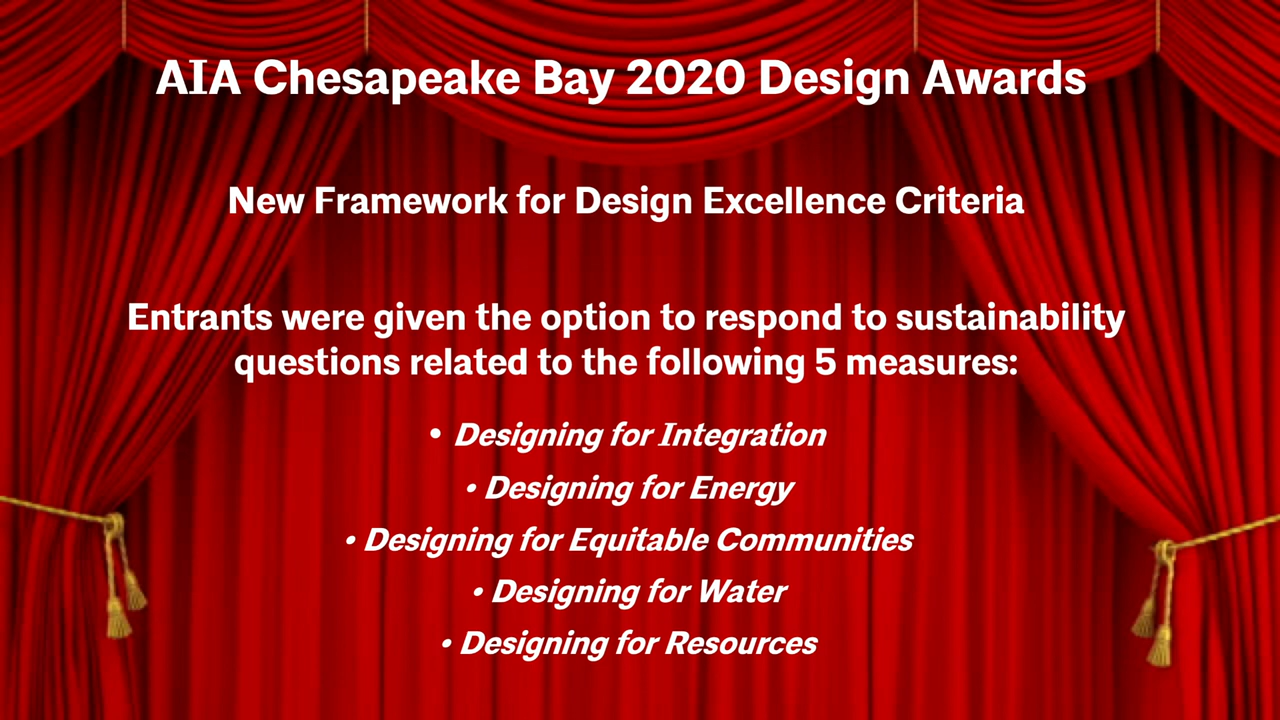 AIA Chesapeake Bay 2020 Design Awards
New Framework for Design Excellence Criteria
Entrants were given the option to respond to sustainability
questions related to the following 5 measures:
• Designing for Integration
• Designing for Energy
• Designing for Equitable Communities
• Designing for Water
• Designing for Resources